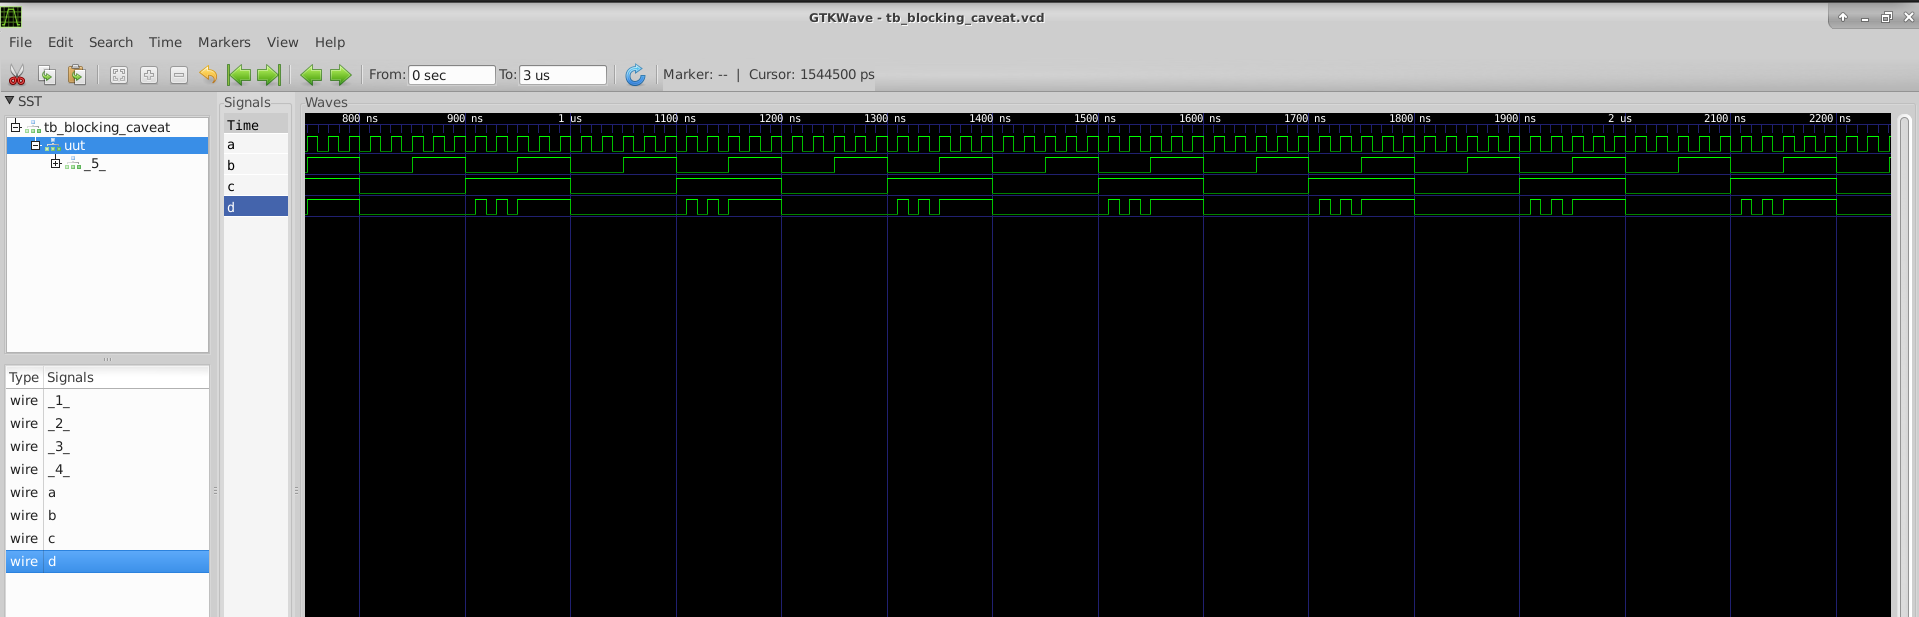 GTKWave - tb_blocking_caveat.vcd
File Edit Search Time Markers View Help
From: 0 sec To: 3 us Marker: -- | Cursor: 1544500 ps
SST
tb_blocking_caveat
uut
_5_
Type Signals
wire _1_
wire _2_
wire _3_
wire _4_
wire a
wire b
wire c
wire d
Signals
Time
a
b
c
d
Waves
800 ns 900 ns 1 us 1100 ns 1200 ns 1300 ns 1400 ns 1500 ns 1600 ns 1700 ns 1800 ns 1900 ns 2 us 2100 ns 2200 ns